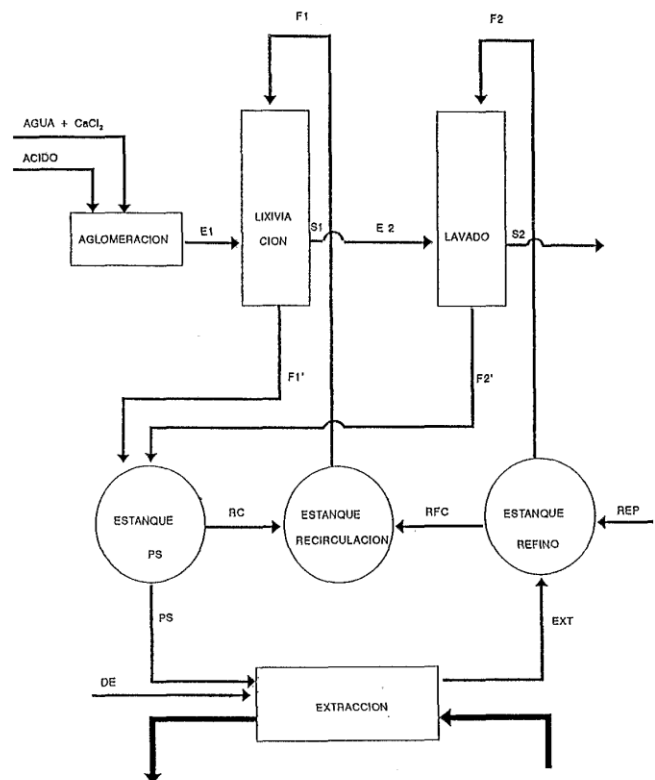 F1
F2
AGUA + CaCl₂
ACIDO
AGLOMERACION
E1
LIXIVIA
CION
S1
E 2
LAVADO
S2
F1'
F2'
ESTANQUE
PS
RC
ESTANQUE
RECIRCULACION
RFC
ESTANQUE
REFINO
REP
PS
EXT
DE
EXTRACCION